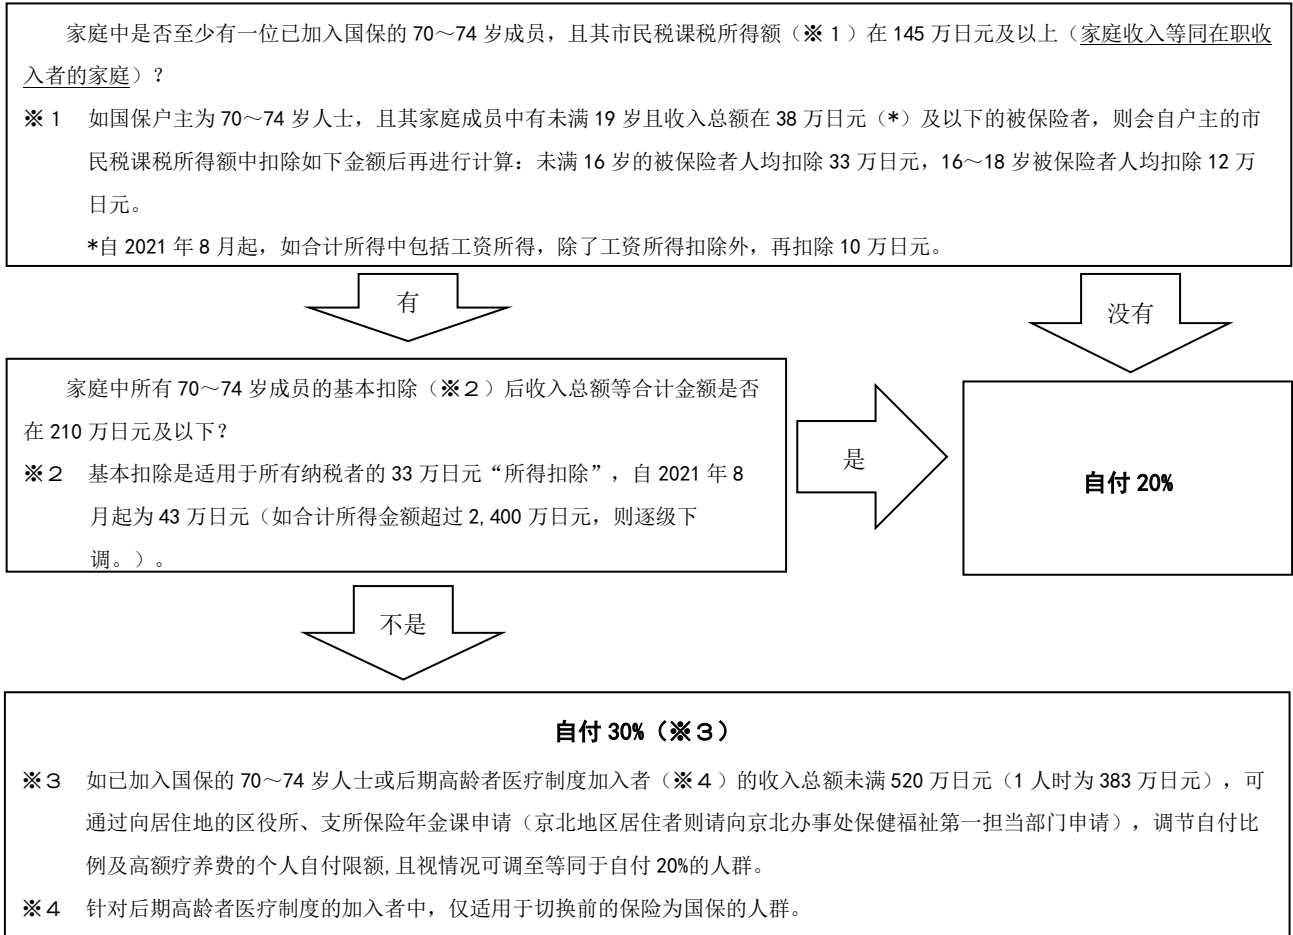 家庭中是否至少有一位已加入国保的 70～74 岁成员，且其市民税课税所得额（※ 1 ）在 145 万日元及以上（家庭收入等同在职收
入者的家庭）？
※ 1 如国保户主为 70～74 岁人士，且其家庭成员中有未满 19 岁且收入总额在 38 万日元（*）及以下的被保险者，则会自户主的市
民税课税所得额中扣除如下金额后再进行计算：未满 16 岁的被保险者人均扣除 33 万日元，16～18 岁被保险者人均扣除 12 万
日元。
*自 2021 年 8 月起，如合计所得中包括工资所得，除了工资所得扣除外，再扣除 10 万日元。
有
没有
家庭中所有 70～74 岁成员的基本扣除（※２）后收入总额等合计金额是否
在 210 万日元及以下？
※２ 基本扣除是适用于所有纳税者的 33 万日元“所得扣除”，自 2021 年 8
月起为 43 万日元（如合计所得金额超过 2,400 万日元，则逐级下
调。）。
是
自付 20%
不是
自付 30%（※３）
※３ 如已加入国保的 70～74 岁人士或后期高龄者医疗制度加入者（※４）的收入总额未满 520 万日元（1 人时为 383 万日元），可
通过向居住地的区役所、支所保险年金课申请（京北地区居住者则请向京北办事处保健福祉第一担当部门申请），调节自付比
例及高额疗养费的个人自付限额,且视情况可调至等同于自付 20%的人群。
※４ 针对后期高龄者医疗制度的加入者中，仅适用于切换前的保险为国保的人群。